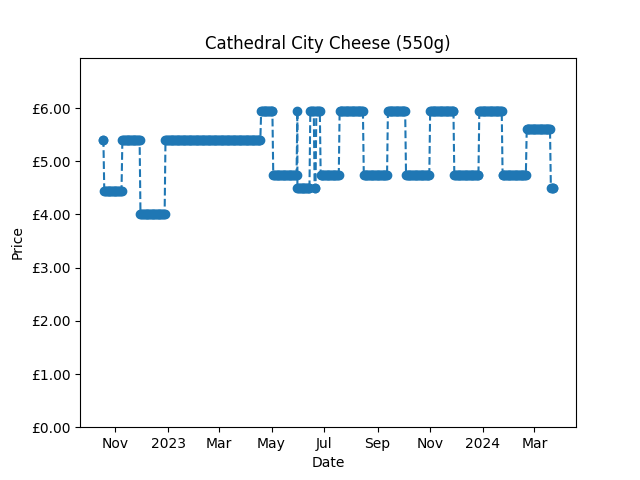 Cathedral City Cheese (550g)
£6.00
£5.00
£4.00
£3.00
£2.00
£1.00
£0.00
Price
Nov 2023 Mar May Jul Sep Nov 2024 Mar
Date